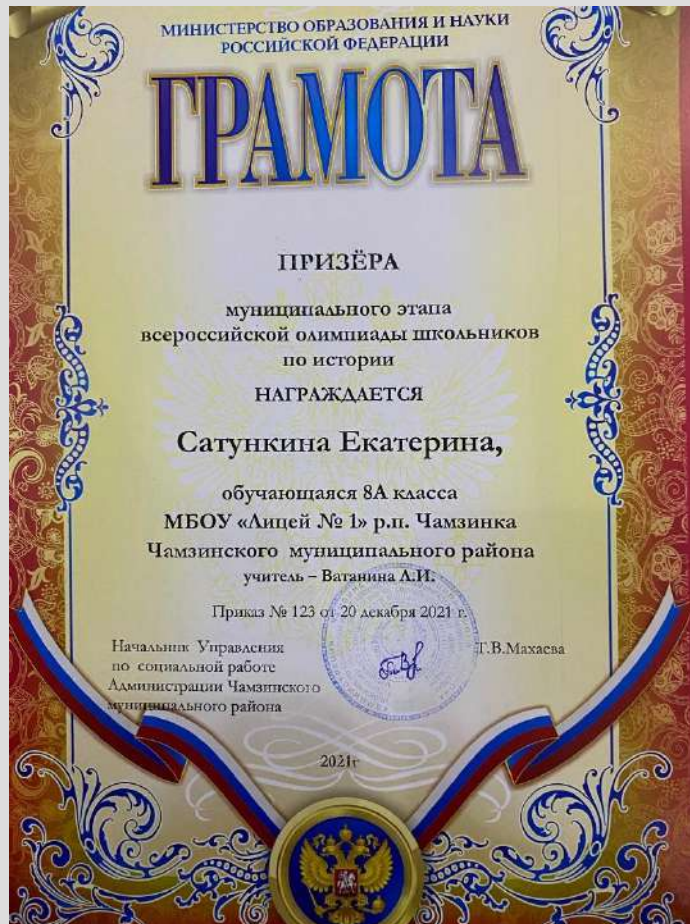 МИНИСТЕРСТВО ОБРАЗОВАНИЯ И НАУКИ
РОССИЙСКОЙ ФЕДЕРАЦИИ
ГРАМОТА
ПРИЗЁРА
муниципального этапа
всероссийской олимпиады школьников
по истории
НАГРАЖДАЕТСЯ
Сатункина Екатерина,
обучающаяся 8А класса
МБОУ «Лицей № 1» р.п. Чамзинка
Чамзинского муниципального района
учитель – Ватанина А.И.
Приказ № 123 от 20 декабря 2021 г.
Начальник Управления
по социальной работе
Администрации Чамзинского
муниципального района
Г.В.Махаева
2021г